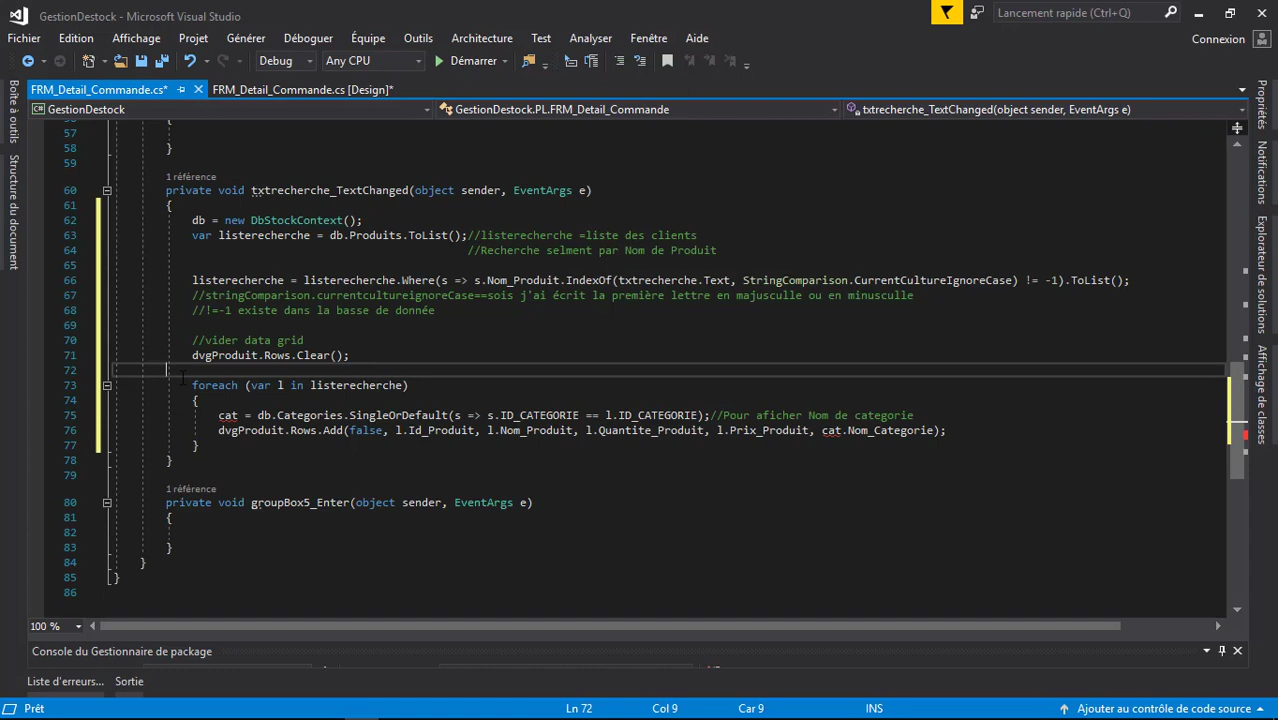 GestionDestock - Microsoft Visual Studio
Lancement rapide (Ctrl+Q)
Fichier Edition Affichage Projet Générer Déboguer Équipe Outils Architecture Test Analyser Fenêtre Aide
Connexion
Debug Any CPU Démarrer
Boîte à outils
Structure du document
FRM_Detail_Commande.cs* FRM_Detail_Commande.cs [Design]*
GestionDestock GestionDestock.PL.FRM_Detail_Commande txtrecherche_TextChanged(object sender, EventArgs e)
56 {
57
58 }
59
1 référence
60 private void txtrecherche_TextChanged(object sender, EventArgs e)
61 {
62 db = new DbStockContext();
63 var listerecherche = db.Produits.ToList();//listerecherche =liste des clients
64 //Recherche selment par Nom de Produit
65
66 listerecherche = listerecherche.Where(s => s.Nom_Produit.IndexOf(txtrecherche.Text, StringComparison.CurrentCultureIgnoreCase) != -1).ToList();
67 //stringComparison.currentcultureignoreCase==sois j'ai écrit la première lettre en majusculle ou en minusculle
68 //!=-1 existe dans la basse de donnée
69
70 //vider data grid
71 dvgProduit.Rows.Clear();
72
73 foreach (var l in listerecherche)
74 {
75 cat = db.Categories.SingleOrDefault(s => s.ID_CATEGORIE == l.ID_CATEGORIE);//Pour aficher Nom de categorie
76 dvgProduit.Rows.Add(false, l.Id_Produit, l.Nom_Produit, l.Quantite_Produit, l.Prix_Produit, cat.Nom_Categorie);
77 }
78 }
79
1 référence
80 private void groupBox5_Enter(object sender, EventArgs e)
81 {
82
83 }
84 }
85 }
86
100 %
Propriétés
Notifications
Explorateur de solutions
Affichage de classes
Console du Gestionnaire de package
Liste d'erreurs... Sortie
Prêt Ln 72 Col 9 Car 9 INS Ajouter au contrôle de code source